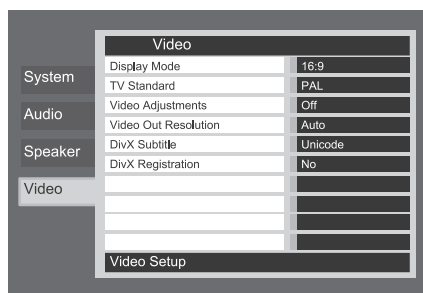 Video
System
Audio
Speaker
Video
Display Mode 16:9
TV Standard PAL
Video Adjustments Off
Video Out Resolution Auto
DivX Subtitle Unicode
DivX Registration No
Video Setup